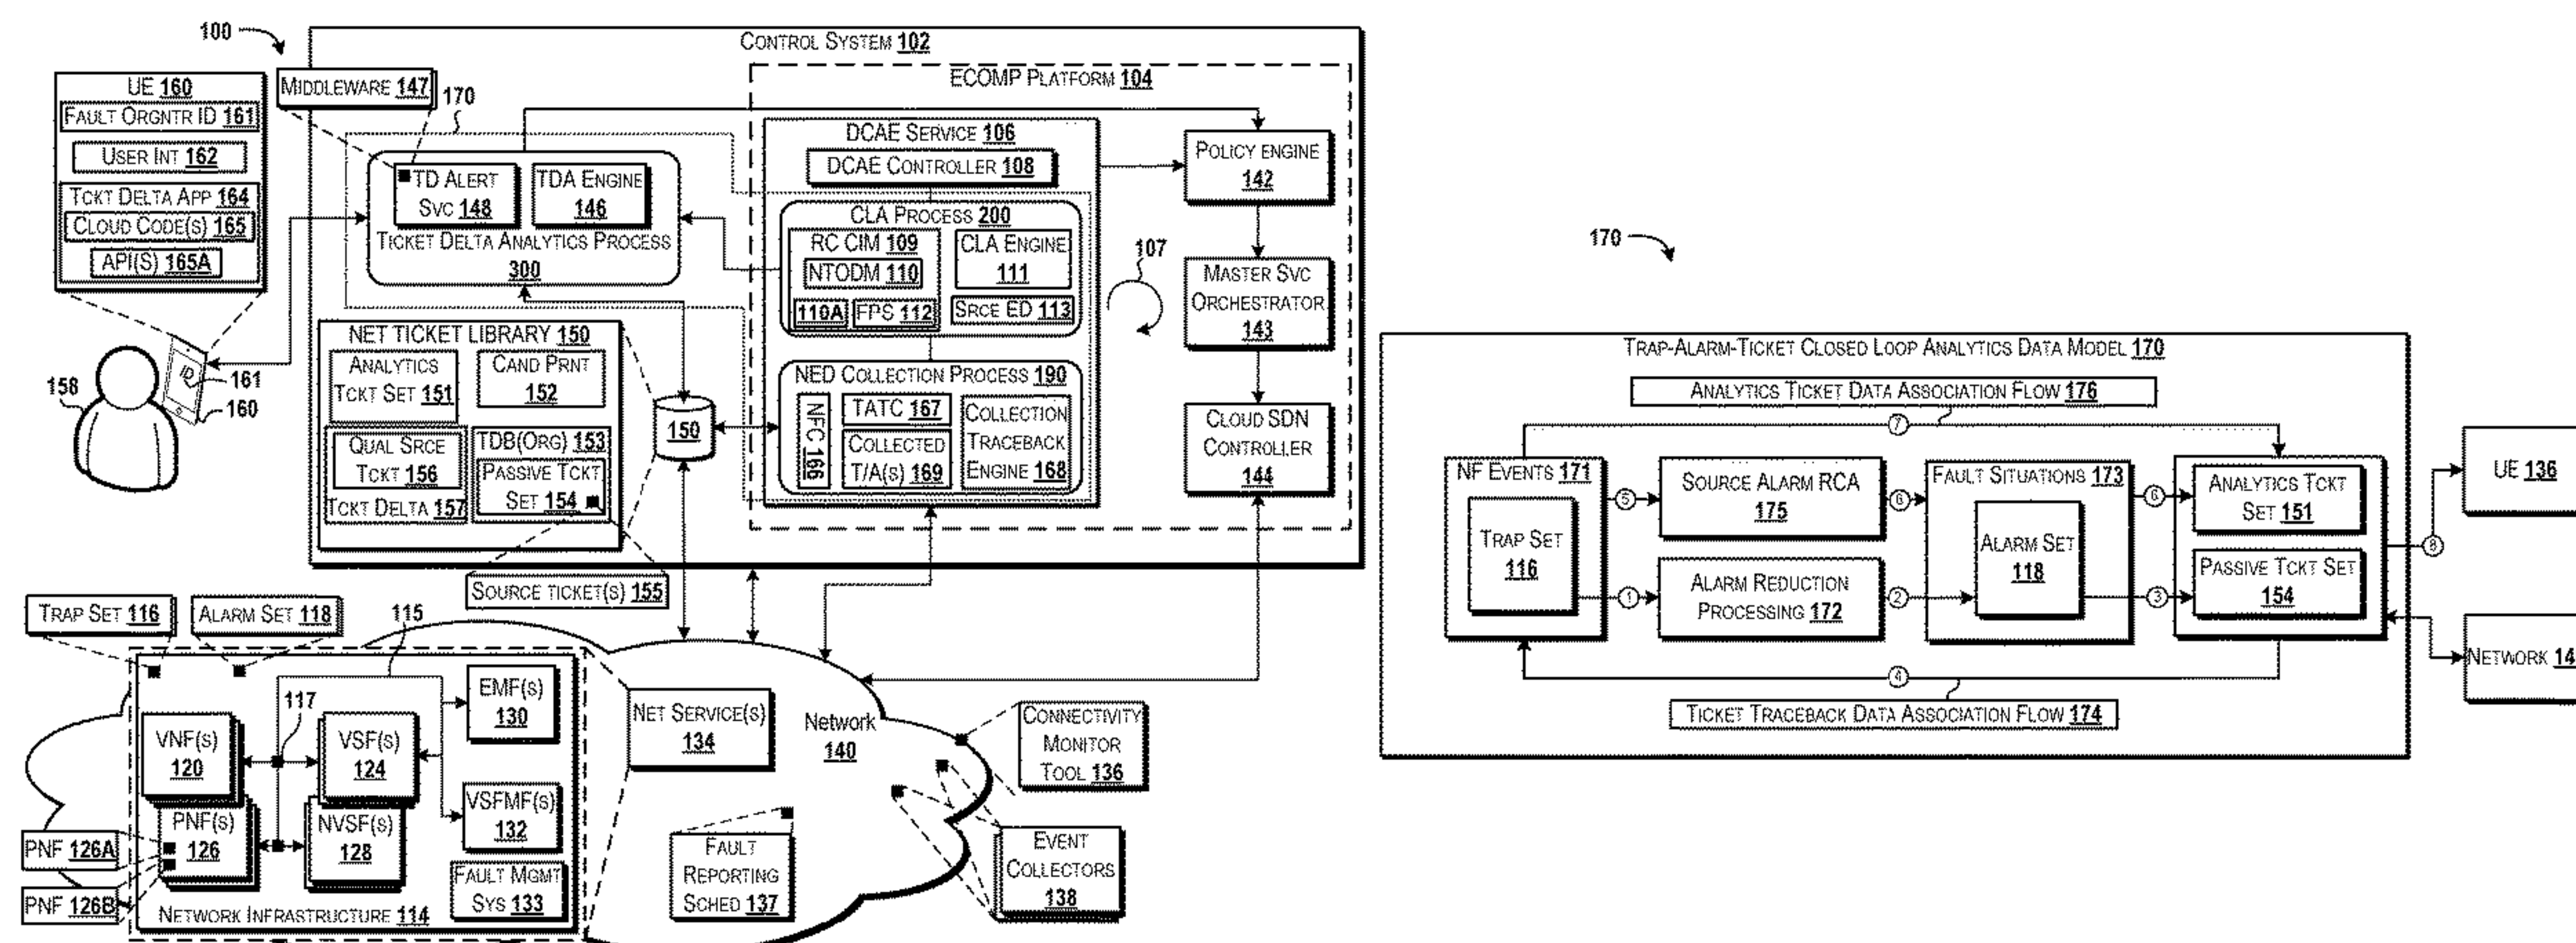 100
CONTROL SYSTEM 102
ECOMP PLATFORM 104
UE 160
FAULT ORGNTR ID 161
USER INT 162
TCKT DELTA APP 164
CLOUD CODE(S) 165
API(S) 165A
MIDDLEWARE 147
170
TD ALERT
SVC 148
TDA ENGINE
146
TICKET DELTA ANALYTICS PROCESS
300
DCAE SERVICE 106
DCAE CONTROLLER 108
CLA PROCESS 200
RC CIM 109
NTODM 110
110A
FPS 112
CLA ENGINE
111
SRCE ED 113
107
POLICY ENGINE
142
MASTER SVC
ORCHESTRATOR
143
CLOUD SDN
CONTROLLER
144
NED COLLECTION PROCESS 190
NFC 166
TATC 167
COLLECTED
T/A(S) 169
COLLECTION
TRACEBACK
ENGINE 168
150
NET TICKET LIBRARY 150
ANALYTICS
TCKT SET 151
CAND PRNT
152
QUAL SRCE
TCKT 156
TCKT DELTA 157
TDB(ORG) 153
PASSIVE TCKT
SET 154
SOURCE TICKET(S) 155
158
ID
161
160
TRAP SET 116
ALARM SET 118
115
117
VNF(S)
120
VSF(S)
124
EMF(S)
130
PNF(S)
126
NVSF(S)
128
VSFMF(S)
132
FAULT MGMT
SYS 133
PNF 126A
PNF 126B
NETWORK INFRASTRUCTURE 114
NET SERVICE(S)
134
Network
140
CONNECTIVITY
MONITOR
TOOL 136
FAULT
REPORTING
SCHED 137
EVENT
COLLECTORS
138
170
TRAP-ALARM-TICKET CLOSED LOOP ANALYTICS DATA MODEL 170
ANALYTICS TICKET DATA ASSOCIATION FLOW 176
7
NF EVENTS 171
TRAP SET
116
5
SOURCE ALARM RCA
175
6
FAULT SITUATIONS 173
ALARM SET
118
6
ANALYTICS TCKT
SET 151
1
ALARM REDUCTION
PROCESSING 172
2
3
PASSIVE TCKT SET
154
4
TICKET TRACEBACK DATA ASSOCIATION FLOW 174
8
UE 136
NETWORK 14